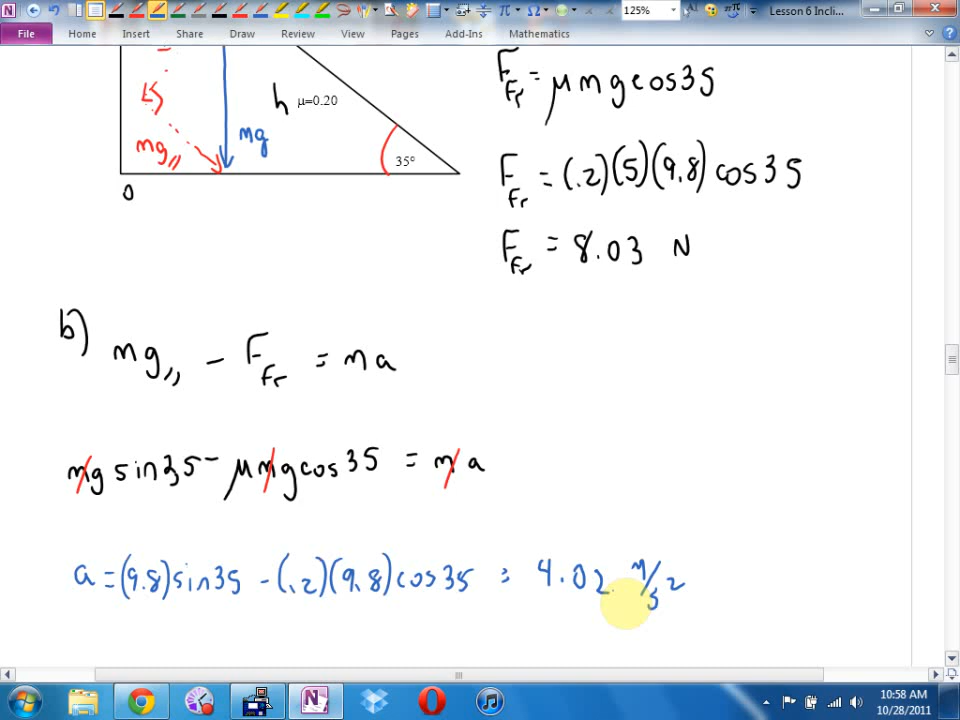 125%
Lesson 6 Incli...
File Home Insert Share Draw Review View Pages Add-Ins Mathematics
F_Fr = μmgcos35
h μ=0.20
mg
mg//
35°
0
F_Fr = (.2)(5)(9.8)cos35
F_Fr = 8.03 N
b) mg// - F_Fr = ma
mg sin35 - μmgcos35 = ma
a = (9.8)sin35 - (.2)(9.8)cos35 = 4.02 m/s2
10:58 AM
10/28/2011